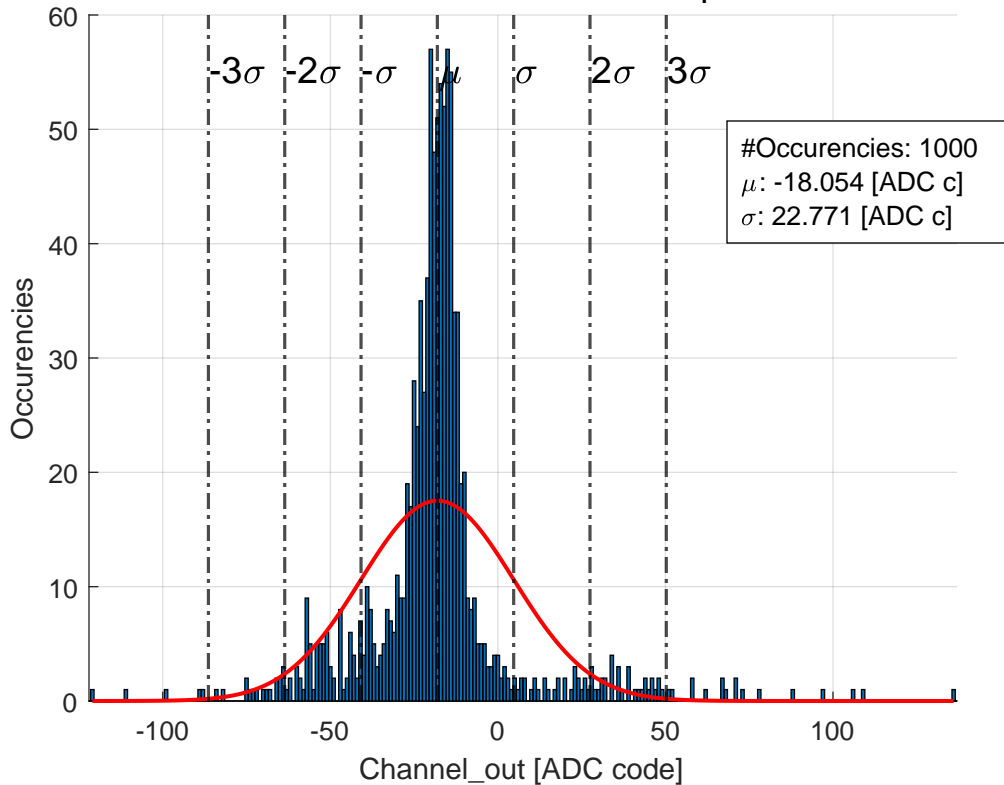 60
50
40
30
20
10
0
-3σ -2σ -σ μ σ 2σ 3σ
#Occurencies: 1000
μ: -18.054 [ADC c]
σ: 22.771 [ADC c]
Occurencies
-100 -50 0 50 100
Channel_out [ADC code]